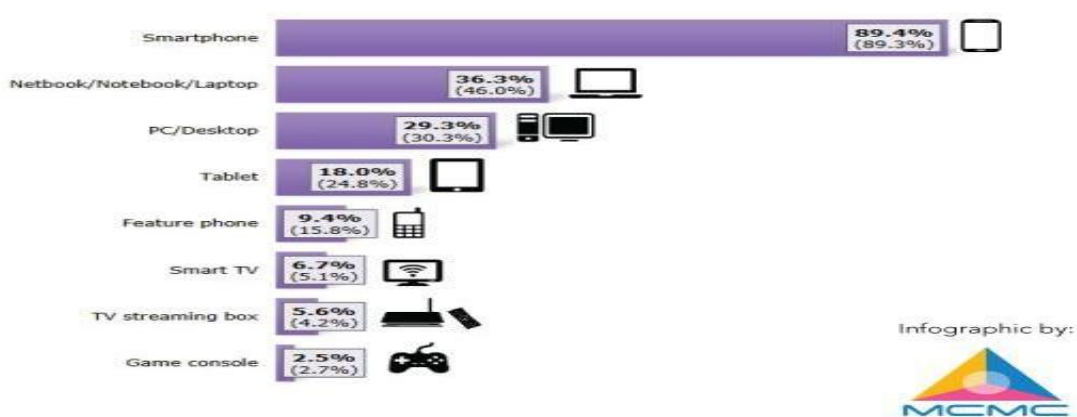 Smartphone
89.4%
(89.3%)
Netbook/Notebook/Laptop
36.3%
(46.0%)
PC/Desktop
29.3%
(30.3%)
Tablet
18.0%
(24.8%)
Feature phone
9.4%
(15.8%)
Smart TV
6.7%
(5.1%)
TV streaming box
5.6%
(4.2%)
Game console
2.5%
(2.7%)
Infographic by:
MCMC